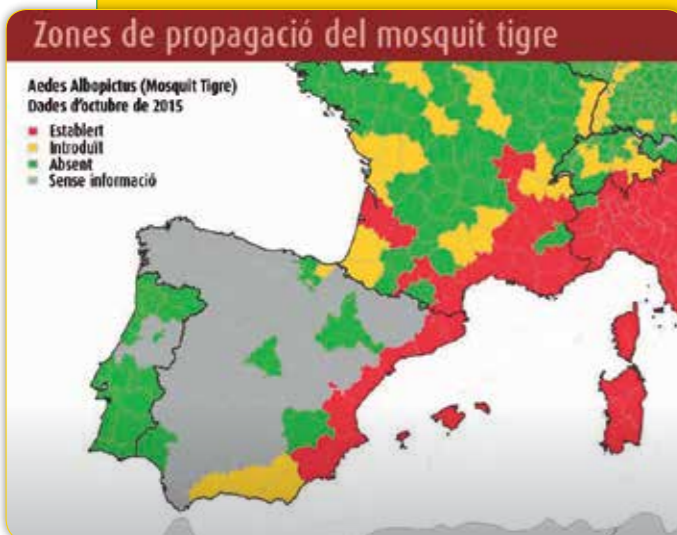 Zones de propagació del mosquit tigre
Aedes Albopictus (Mosquit Tigre)
Dades d'octubre de 2015
Establert
Introduït
Absent
Sense informació